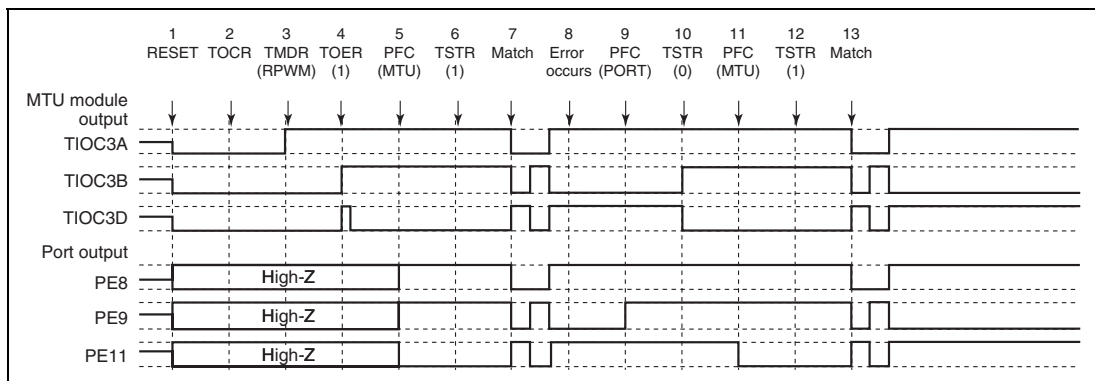 1 2 3 4 5 6 7 8 9 10 11 12 13
RESET TOCR TMDR TOER PFC TSTR Match Error PFC TSTR PFC TSTR Match
(RPWM) (1) (MTU) (1) occurs (PORT) (0) (MTU) (1)
MTU module
output
TIOC3A
TIOC3B
TIOC3D
Port output
PE8 High-Z
PE9 High-Z
PE11 High-Z